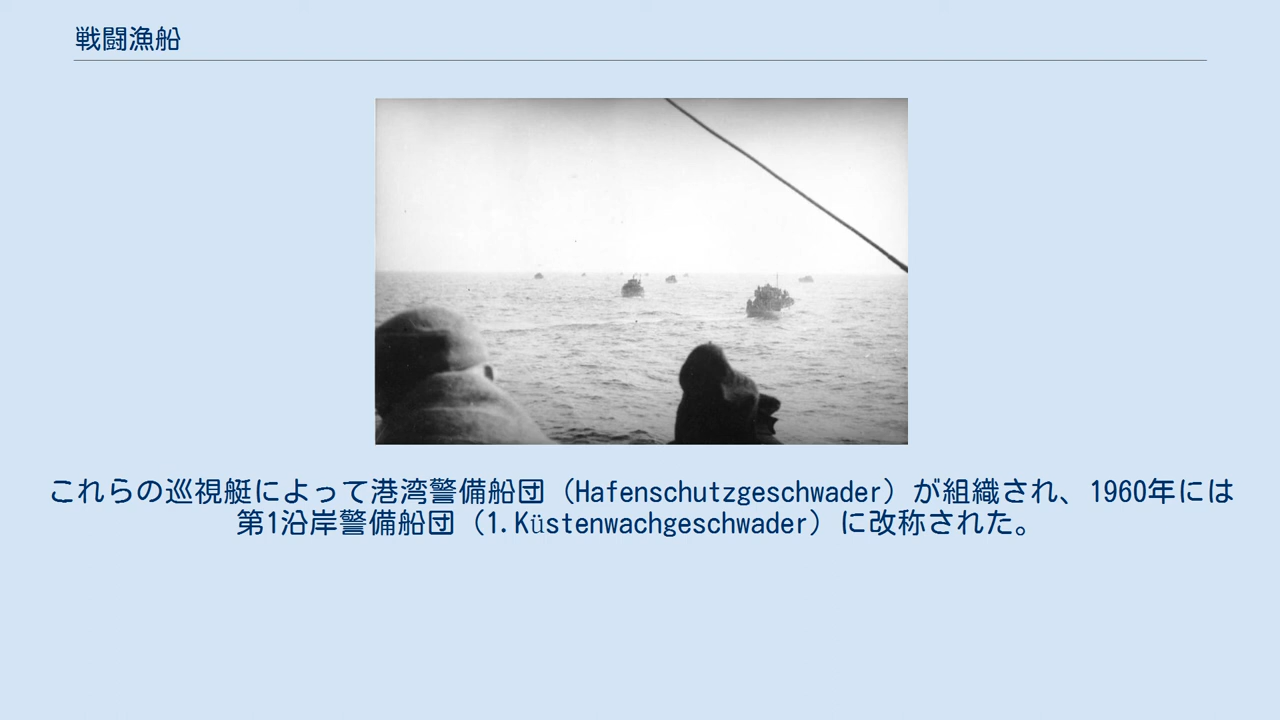 戦闘漁船
これらの巡視艇によって港湾警備船団（Hafenschutzgeschwader）が組織され、1960年には
第1沿岸警備船団（1.Küstenwachgeschwader）に改称された。